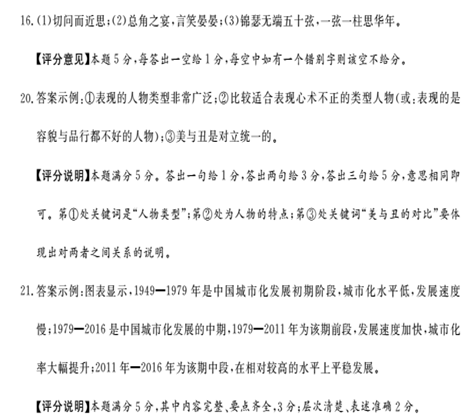 16.(1)切问而近思;(2)总角之宴,言笑晏晏;(3)锦瑟无端五十弦,一弦一柱思华年。
【评分意见】本题5分,每答出一空给1分,每空中如有一个错别字则该空不给分。
20.答案示例:①表现的人物类型非常广泛;②比较适合表现心术不正的类型人物(或:表现的是
容貌与品行都不好的人物);③美与丑是对立统一的。
【评分说明】本题满分5分。答出一句给1分,答出两句给3分,答出三句给5分,意思相同即
可。第①处关键词是“人物类型”;第②处为人物的特点;第③处关键词“美与丑的对比”要体
现出对两者之间关系的说明。
21.答案示例:图表显示,1949—1979年是中国城市化发展初期阶段,城市化水平低,发展速度
慢;1979—2016是中国城市化发展的中期,1979—2011年为该期前段,发展速度加快,城市化
率大幅提升;2011年—2016年为该期中段,在相对较高的水平上平稳发展。
【评分说明】本题满分5分,其中内容完整、要点齐全,3分;层次清楚、表述准确2分。